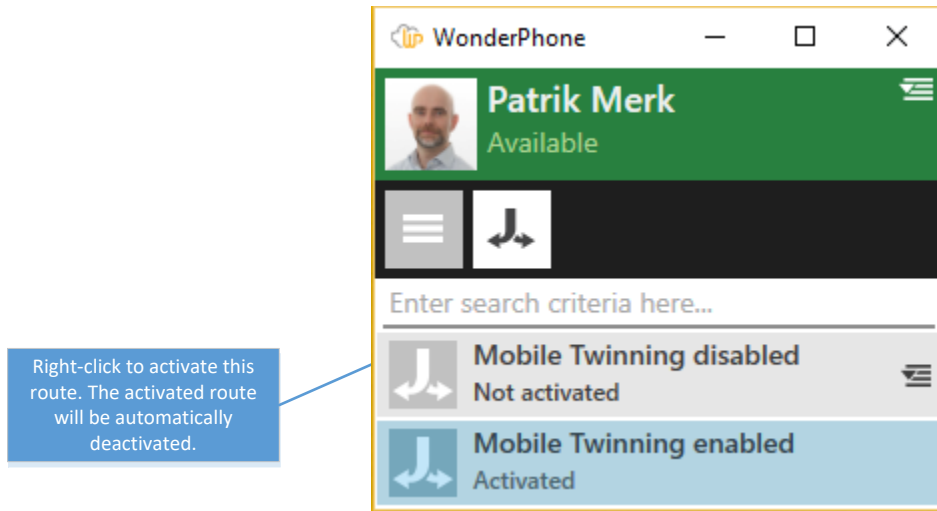 lip WonderPhone
Patrik Merk
Available
Enter search criteria here...
Mobile Twinning disabled
Not activated
Mobile Twinning enabled
Activated
Right-click to activate this
route. The activated route
will be automatically
deactivated.